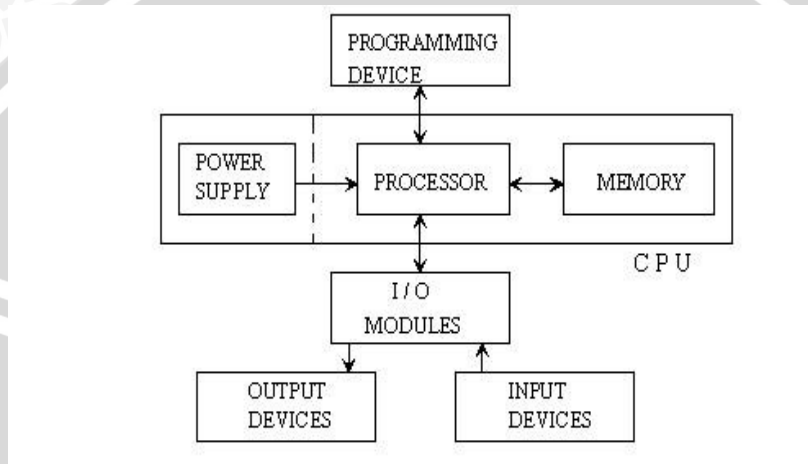 PROGRAMMING
DEVICE
POWER
SUPPLY
PROCESSOR
MEMORY
C P U
I / O
MODULES
OUTPUT
DEVICES
INPUT
DEVICES